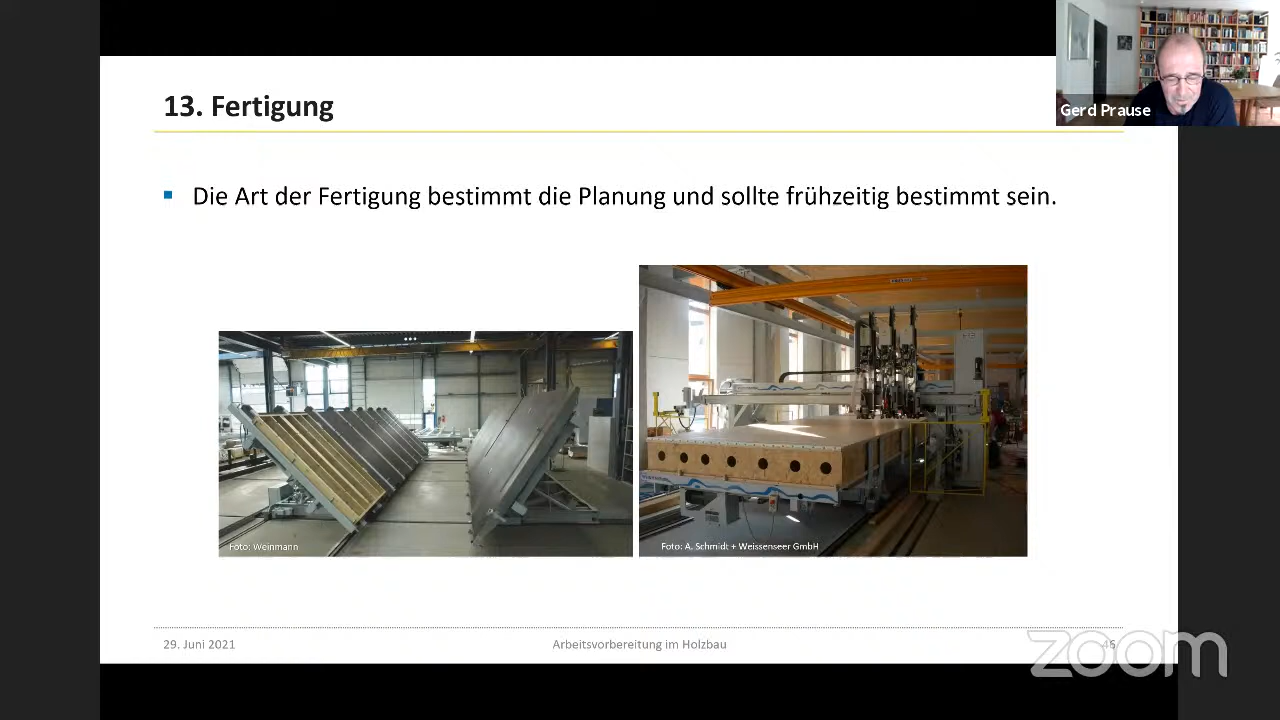 13. Fertigung
Gerd Prause
Die Art der Fertigung bestimmt die Planung und sollte frühzeitig bestimmt sein.
Foto: Weinmann
Foto: A. Schmidt + Weissenseer GmbH
29. Juni 2021
Arbeitsvorbereitung im Holzbau
46
zoom